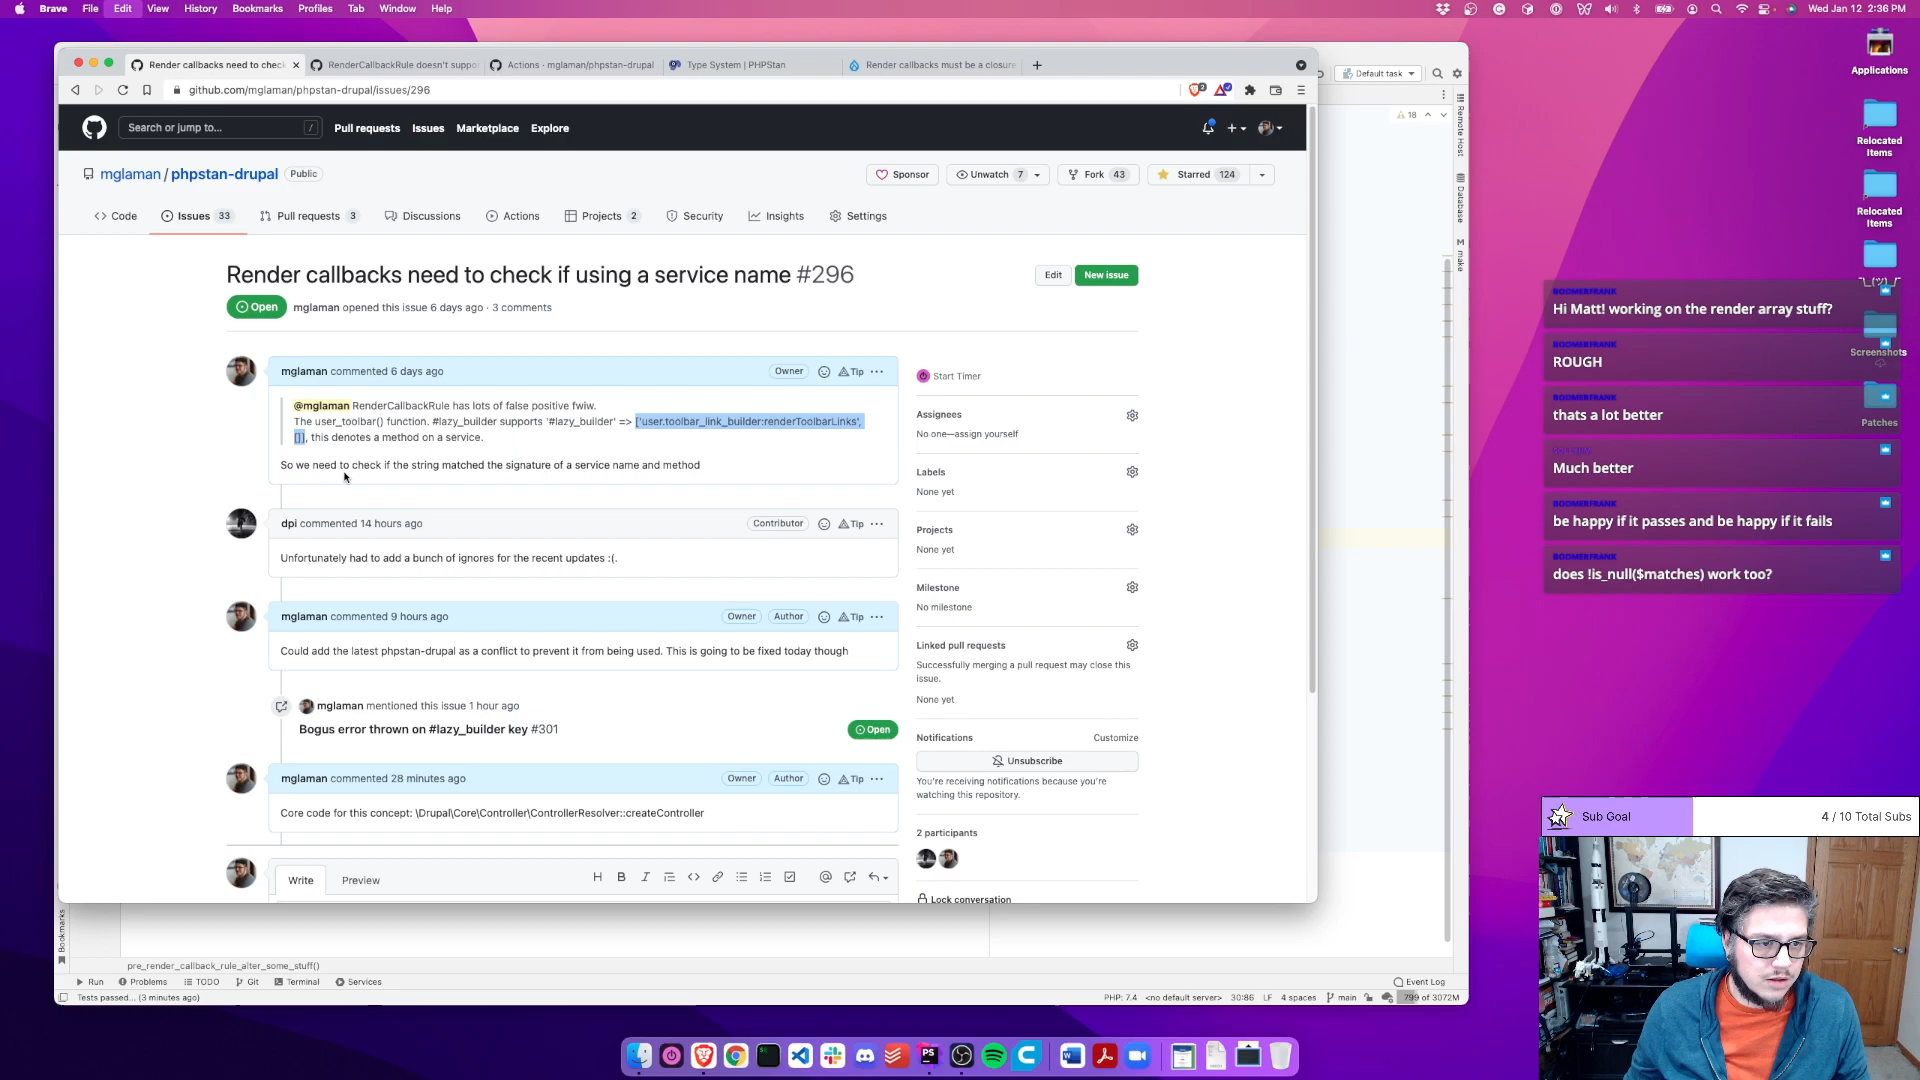 Brave File Edit View History Bookmarks Profiles Tab Window Help
Wed Jan 12 2:36 PM
Render callbacks need to check
RenderCallbackRule doesn't suppo
Actions · mglaman/phpstan-drupal
Type System | PHPStan
Render callbacks must be a closure
github.com/mglaman/phpstan-drupal/issues/296
Default task
Search or jump to... /
Pull requests Issues Marketplace Explore
18
mglaman / phpstan-drupal Public
Sponsor
Unwatch 7
Fork 43
Starred 124
Code
Issues 33
Pull requests 3
Discussions
Actions
Projects 2
Security
Insights
Settings
Render callbacks need to check if using a service name #296
Edit
New issue
Open
mglaman opened this issue 6 days ago · 3 comments
mglaman commented 6 days ago
Owner
Tip
@mglaman RenderCallbackRule has lots of false positive fwiw.
The user_toolbar() function. #lazy_builder supports '#lazy_builder' => ['user.toolbar_link_builder:renderToolbarLinks',
[]], this denotes a method on a service.
So we need to check if the string matched the signature of a service name and method
dpi commented 14 hours ago
Contributor
Tip
Unfortunately had to add a bunch of ignores for the recent updates :(.
mglaman commented 9 hours ago
Owner
Author
Tip
Could add the latest phpstan-drupal as a conflict to prevent it from being used. This is going to be fixed today though
mglaman mentioned this issue 1 hour ago
Bogus error thrown on #lazy_builder key #301
Open
mglaman commented 28 minutes ago
Owner
Author
Tip
Core code for this concept: \Drupal\Core\Controller\ControllerResolver::createController
Write
Preview
Start Timer
Assignees
No one—assign yourself
Labels
None yet
Projects
None yet
Milestone
No milestone
Linked pull requests
Successfully merging a pull request may close this
issue.
None yet
Notifications
Customize
Unsubscribe
You're receiving notifications because you're
watching this repository.
2 participants
Lock conversation
Remote Host
Database
make
Bookmarks
pre_render_callback_rule_alter_some_stuff()
Run
Problems
TODO
Git
Terminal
Services
Event Log
Tests passed... (3 minutes ago)
PHP: 7.4
<no default server>
30:86
LF
4 spaces
main
799 of 3072M
Applications
Relocated
Items
Relocated
Items
¯\_(ツ)_/¯
Screenshots
Patches
BOOMERFRANK
Hi Matt! working on the render array stuff?
BOOMERFRANK
ROUGH
BOOMERFRANK
thats a lot better
Much better
BOOMERFRANK
be happy if it passes and be happy if it fails
BOOMERFRANK
does !is_null($matches) work too?
Sub Goal
4 / 10 Total Subs
PS